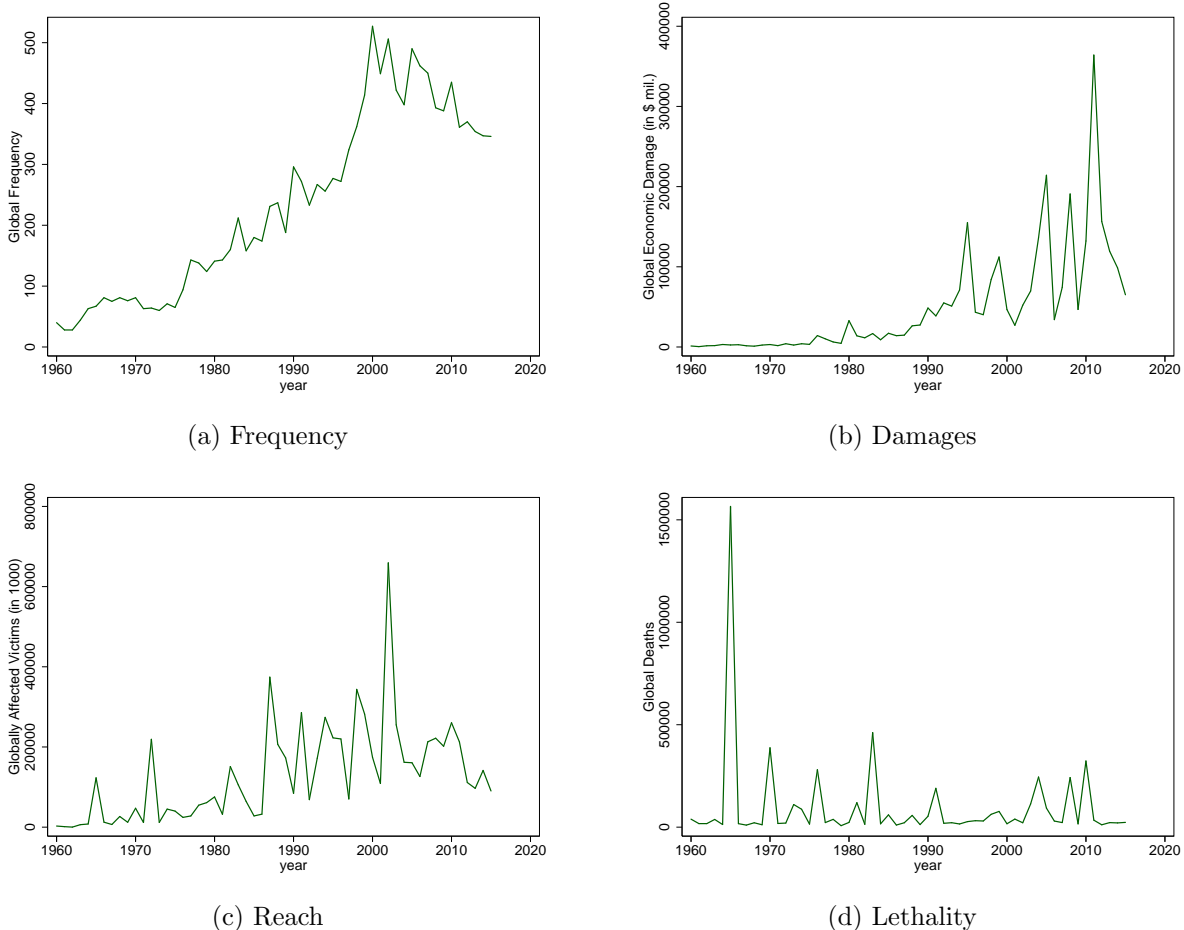 Global Frequency
0 100 200 300 400 500
1960 1970 1980 1990 2000 2010 2020
year
(a) Frequency
Global Economic Damage (in $ mil.)
0 100000 200000 300000 400000
1960 1970 1980 1990 2000 2010 2020
year
(b) Damages
Globally Affected Victims (in 1000)
0 200000 400000 600000 800000
1960 1970 1980 1990 2000 2010 2020
year
(c) Reach
Global Deaths
0 500000 1000000 1500000
1960 1970 1980 1990 2000 2010 2020
year
(d) Lethality